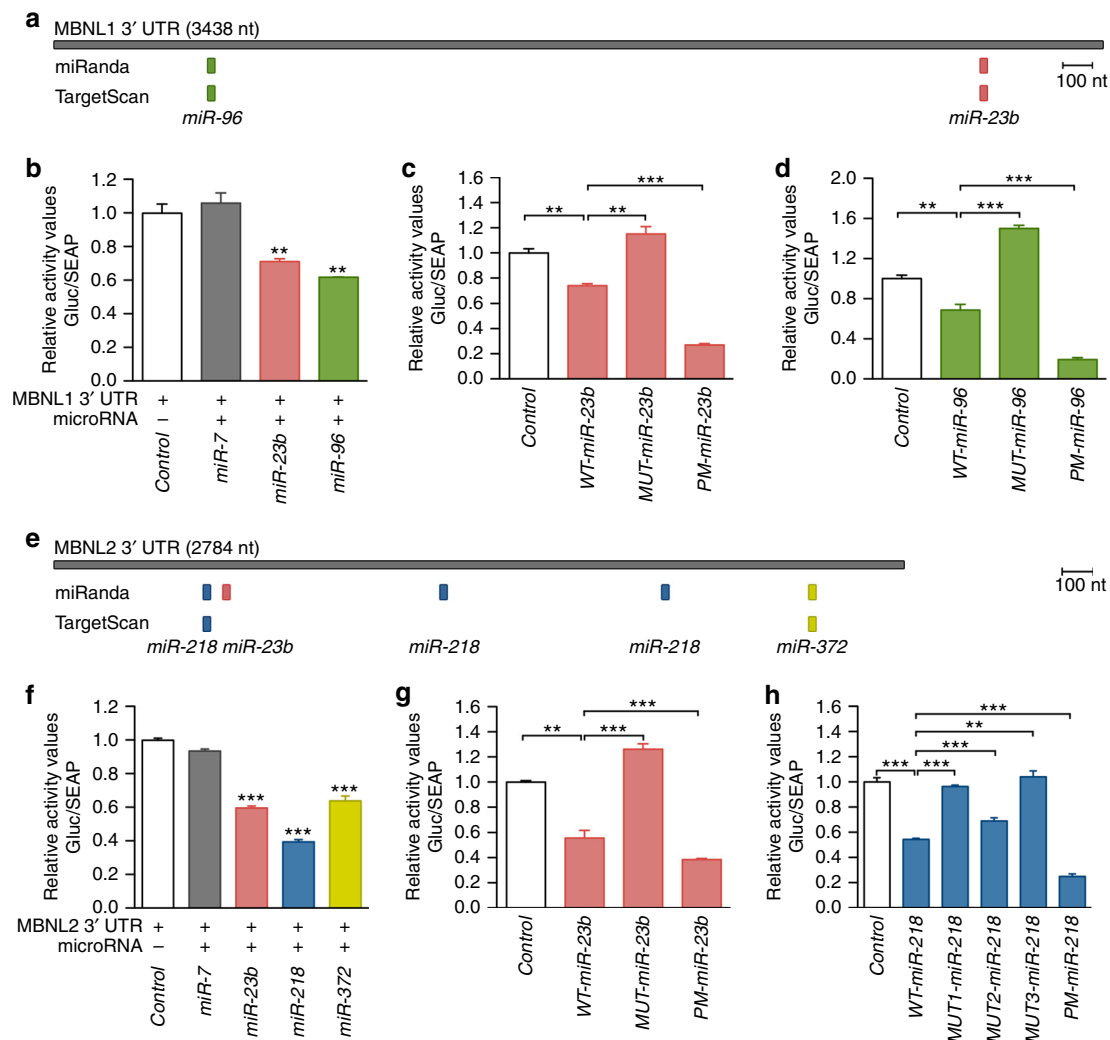 a
MBNL1 3′ UTR (3438 nt)
miRanda
TargetScan
miR-96
miR-23b
100 nt
b
Relative activity values
Gluc/SEAP
1.2
1.0
0.8
0.6
0.4
0.2
0.0
**
**
MBNL1 3′ UTR + + + +
microRNA – + + +
Control
miR-7
miR-23b
miR-96
c
Relative activity values
Gluc/SEAP
1.6
1.4
1.2
1.0
0.8
0.6
0.4
0.2
0.0
***
**
**
Control
WT-miR-23b
MUT-miR-23b
PM-miR-23b
d
Relative activity values
Gluc/SEAP
2.0
1.6
1.2
0.8
0.4
0.0
***
**
***
Control
WT-miR-96
MUT-miR-96
PM-miR-96
e
MBNL2 3′ UTR (2784 nt)
100 nt
miRanda
TargetScan
miR-218 miR-23b
miR-218
miR-218
miR-372
f
Relative activity values
Gluc/SEAP
1.2
1.0
0.8
0.6
0.4
0.2
0.0
***
***
***
MBNL2 3′ UTR + + + + +
microRNA – + + + +
Control
miR-7
miR-23b
miR-218
miR-372
g
Relative activity values
Gluc/SEAP
1.6
1.4
1.2
1.0
0.8
0.6
0.4
0.2
0.0
***
**
***
Control
WT-miR-23b
MUT-miR-23b
PM-miR-23b
h
Relative activity values
Gluc/SEAP
1.6
1.4
1.2
1.0
0.8
0.6
0.4
0.2
0.0
***
**
***
***
***
Control
WT-miR-218
MUT1-miR-218
MUT2-miR-218
MUT3-miR-218
PM-miR-218